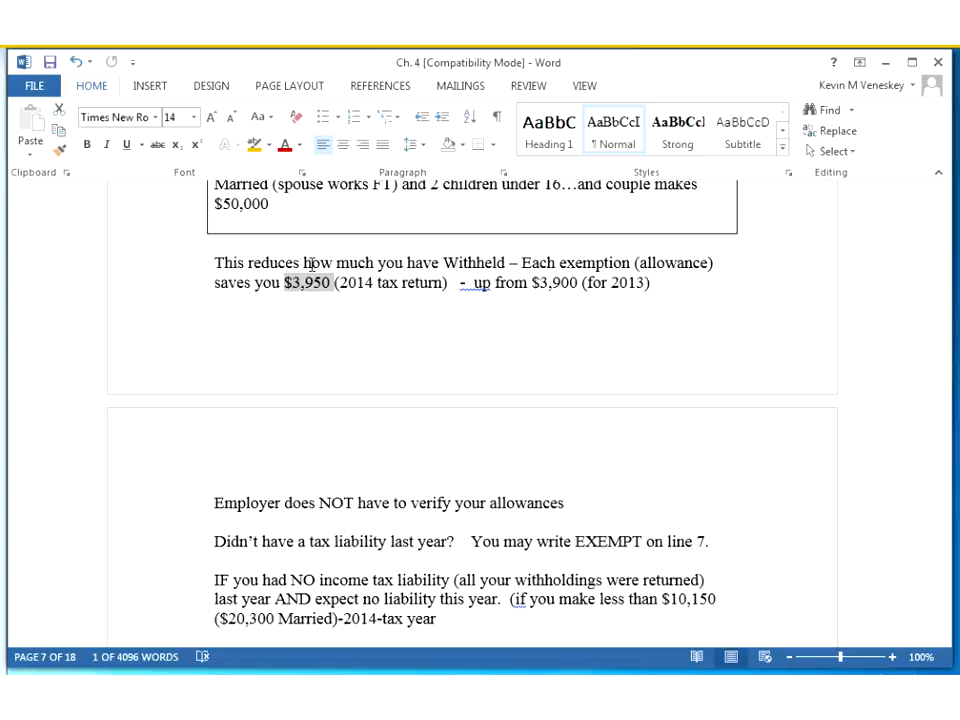 Ch. 4 [Compatibility Mode] - Word
?
FILE HOME INSERT DESIGN PAGE LAYOUT REFERENCES MAILINGS REVIEW VIEW Kevin M Veneskey
Paste
Times New Ro 14 A A Aa
B I U abc X2 X2 A A
AaBbC AaBbCcI AaBbCcl AaBbCcD
Heading 1 ¶ Normal Strong Subtitle
Find
Replace
Select
Clipboard Font Paragraph Styles Editing
Married (spouse works FT) and 2 children under 16…and couple makes
$50,000
This reduces how much you have Withheld – Each exemption (allowance)
saves you $3,950 (2014 tax return) - up from $3,900 (for 2013)
Employer does NOT have to verify your allowances
Didn't have a tax liability last year? You may write EXEMPT on line 7.
IF you had NO income tax liability (all your withholdings were returned)
last year AND expect no liability this year. (if you make less than $10,150
($20,300 Married)-2014-tax year
PAGE 7 OF 18 1 OF 4096 WORDS 100%